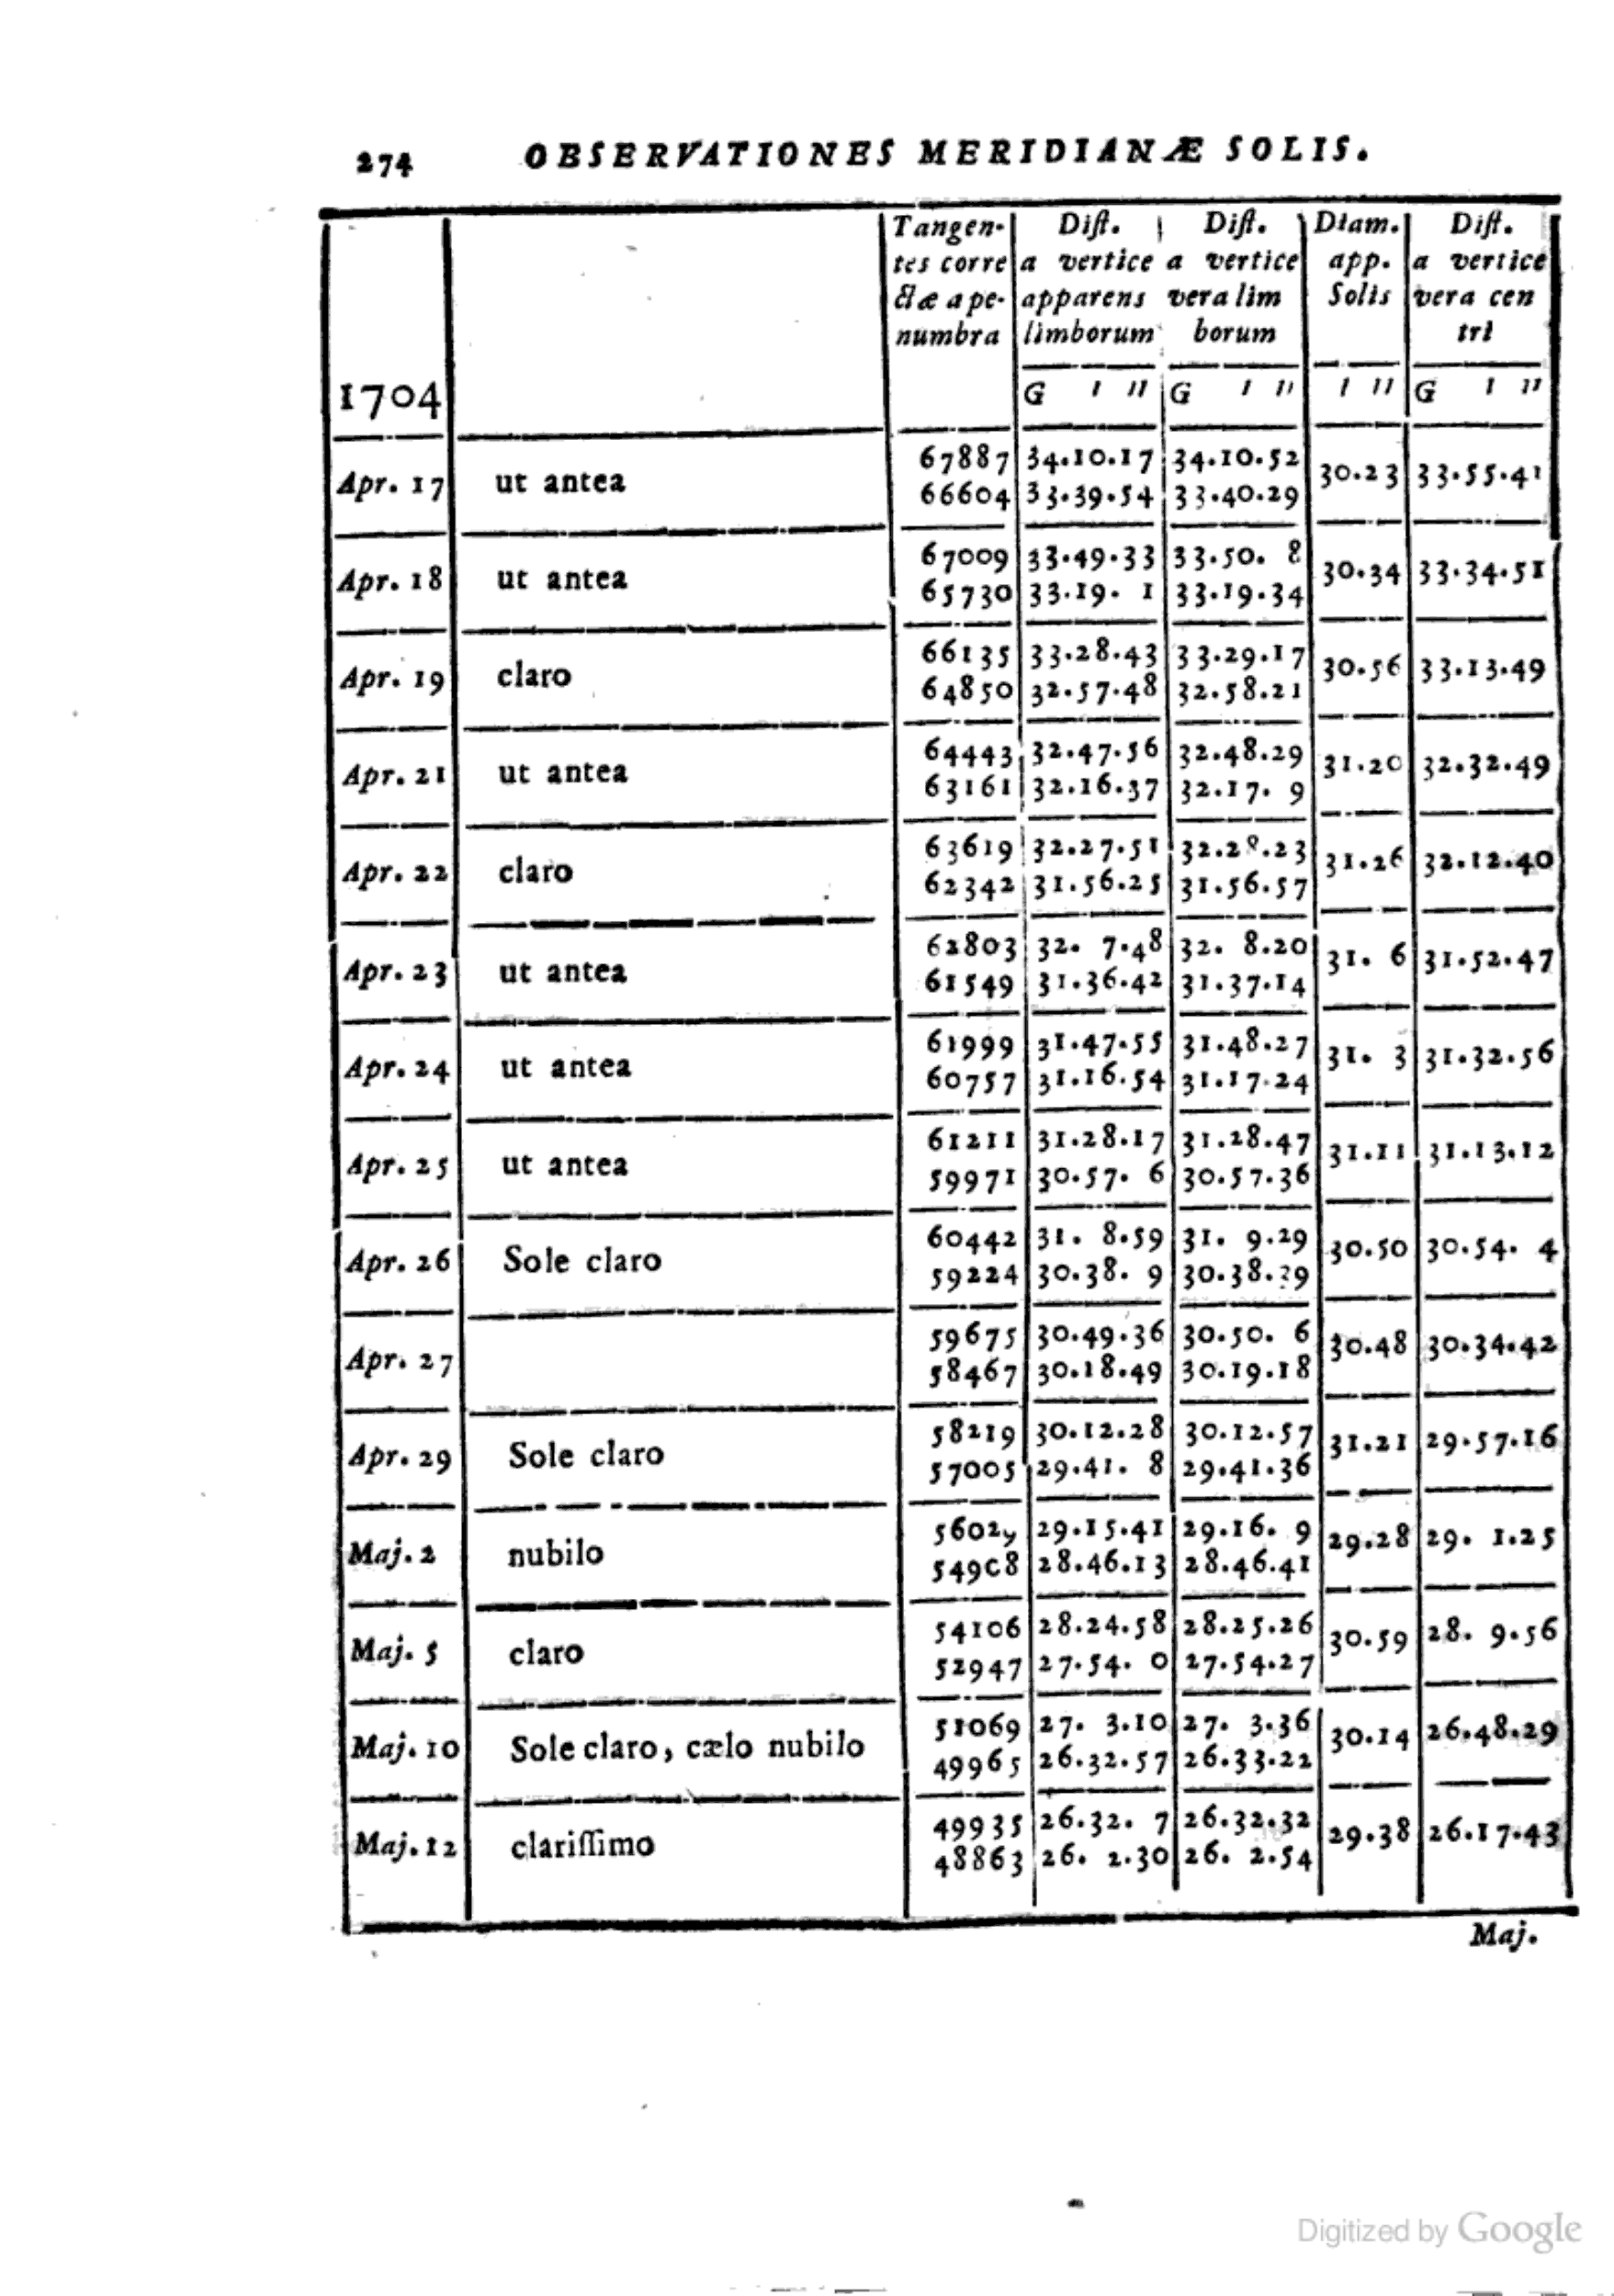 274 OBSERVATIONES MERIDIANÆ SOLIS.
Tangen- Diſt. Diſt. Diam. Diſt.
tes corre a vertice a vertice app. a vertice
ctæ a pe- apparens vera lim Solis vera cen
numbra limborum borum tri
1704 G ı ıı G ı ıı ı ıı G ı ıı
67887 34.10.17 34.10.52
Apr. 17 ut antea 30.23 33.55.41
66604 33.39.54 33.40.29
67009 33.49.33 33.50. 8
Apr. 18 ut antea 30.34 33.34.51
65730 33.19. 1 33.19.34
66135 33.28.43 33.29.17
Apr. 19 claro 30.56 33.13.49
64850 32.57.48 32.58.21
64443 32.47.56 32.48.29
Apr. 21 ut antea 31.20 32.32.49
63161 32.16.37 32.17. 9
63619 32.27.51 32.28.23
Apr. 22 claro 31.26 32.12.40
62342 31.56.25 31.56.57
62803 32. 7.48 32. 8.20
Apr. 23 ut antea 31. 6 31.52.47
61549 31.36.42 31.37.14
61999 31.47.55 31.48.27
Apr. 24 ut antea 31. 3 31.32.56
60757 31.16.54 31.17.24
61211 31.28.17 31.28.47
Apr. 25 ut antea 31.11 31.13.12
59971 30.57. 6 30.57.36
60442 31. 8.59 31. 9.29
Apr. 26 Sole claro 30.50 30.54. 4
59224 30.38. 9 30.38.39
59675 30.49.36 30.50. 6
Apr. 27 30.48 30.34.42
58467 30.18.49 30.19.18
58219 30.12.28 30.12.57
Apr. 29 Sole claro 31.21 29.57.16
57005 29.41. 8 29.41.36
29.15.41 29.16. 9
Maj. 2 nubilo 29.28 29. 1.25
54908 28.46.13 28.46.41
54106 28.24.58 28.25.26
Maj. 5 claro 30.59 28. 9.56
52947 27.54. 0 27.54.27
51069 27. 3.10 27. 3.36
Maj. 10 Sole claro, cælo nubilo 30.14 26.48.29
49965 26.32.57 26.33.22
49935 26.32. 7 26.32.32
Maj. 12 clariſſimo 29.38 26.17.43
48863 26. 2.30 26. 2.54
Maj.
Digitized by Google